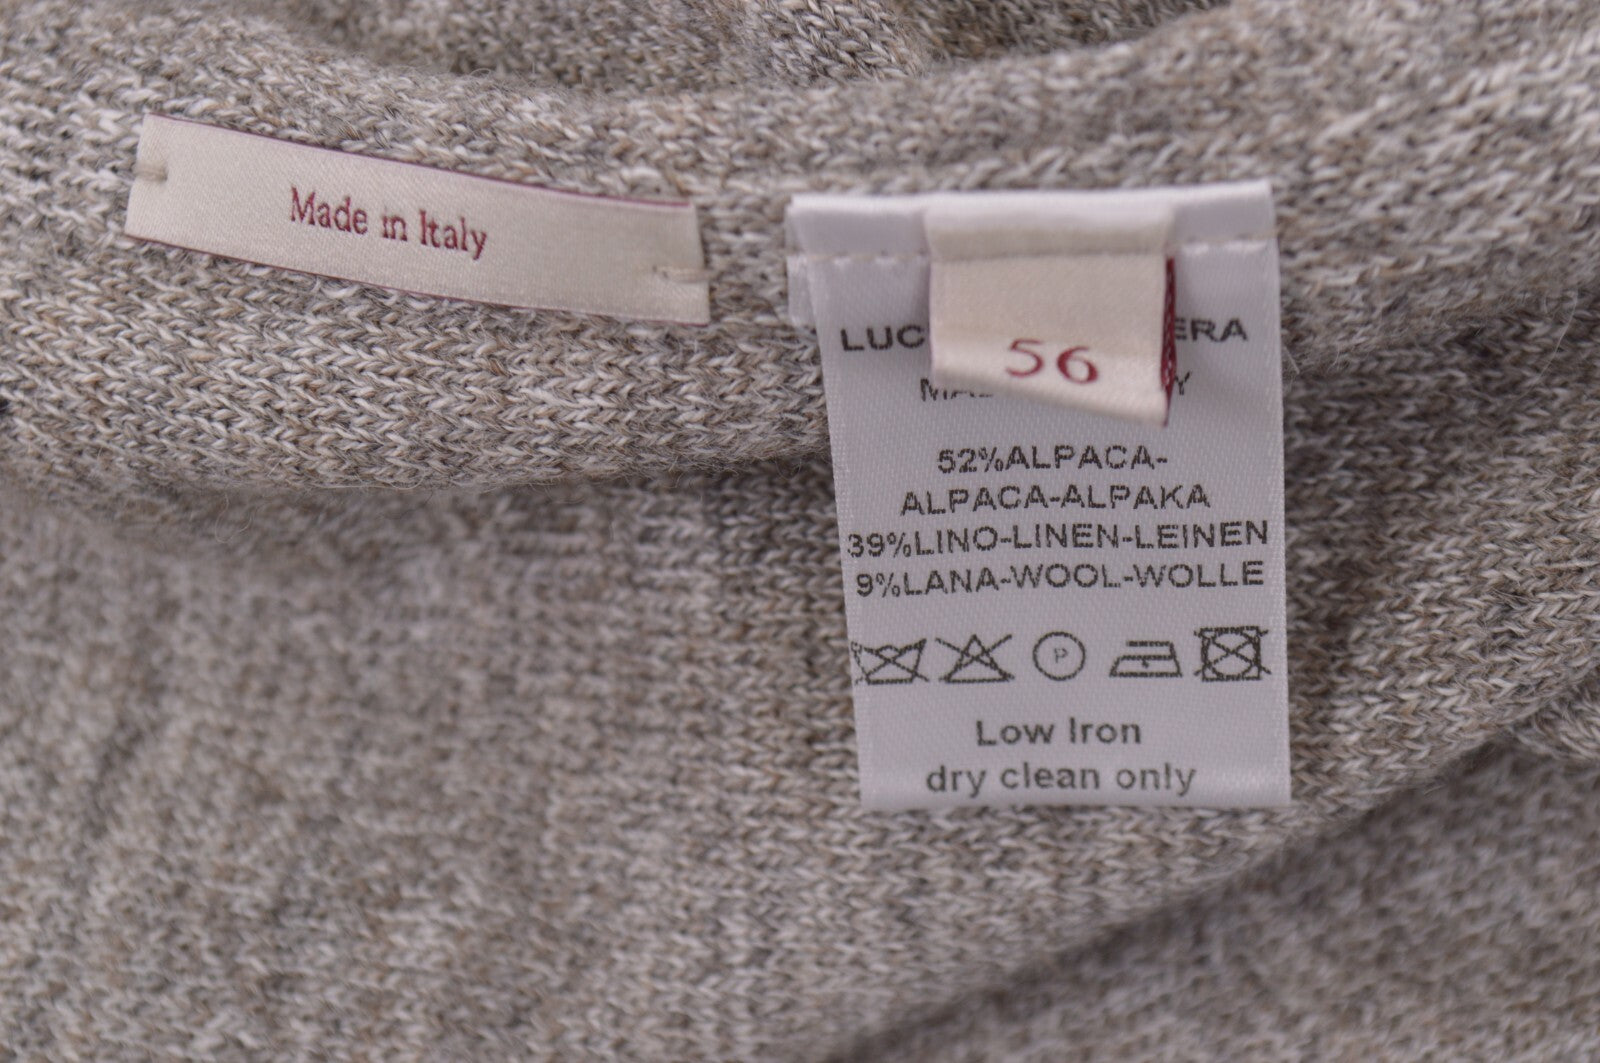 Made in Italy
56
52%ALPACA-
ALPACA-ALPAKA
39%LINO-LINEN-LEINEN
9%LANA-WOOL-WOLLE
P
Low Iron
dry clean only